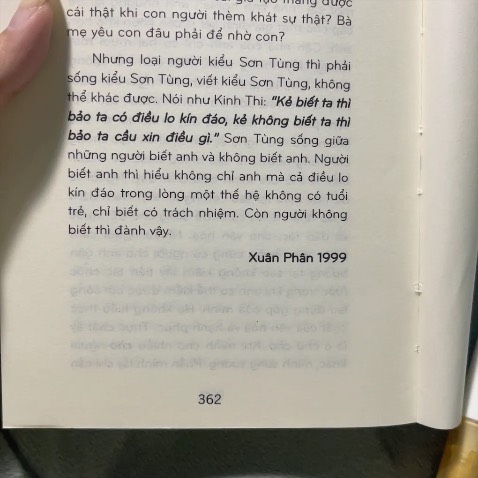 mang được
cái thật khi con người thèm khát sự thật? Bà
mẹ yêu con đâu phải để nhờ con?
Nhưng loại người kiểu Sơn Tùng thì phải
sống kiểu Sơn Tùng, viết kiểu Sơn Tùng, không
thể khác được. Nói như Kinh Thi: “Kẻ biết ta thì
bảo ta có điều lo kín đáo, kẻ không biết ta thì
bảo ta cầu xin điều gì.” Sơn Tùng sống giữa
những người biết anh và không biết anh. Người
biết anh thì hiểu không chỉ anh mà cả điều lo
kín đáo trong lòng một thế hệ không có tuổi
trẻ, chỉ biết có trách nhiệm. Còn người không
biết thì đành vậy.
Xuân Phân 1999
362